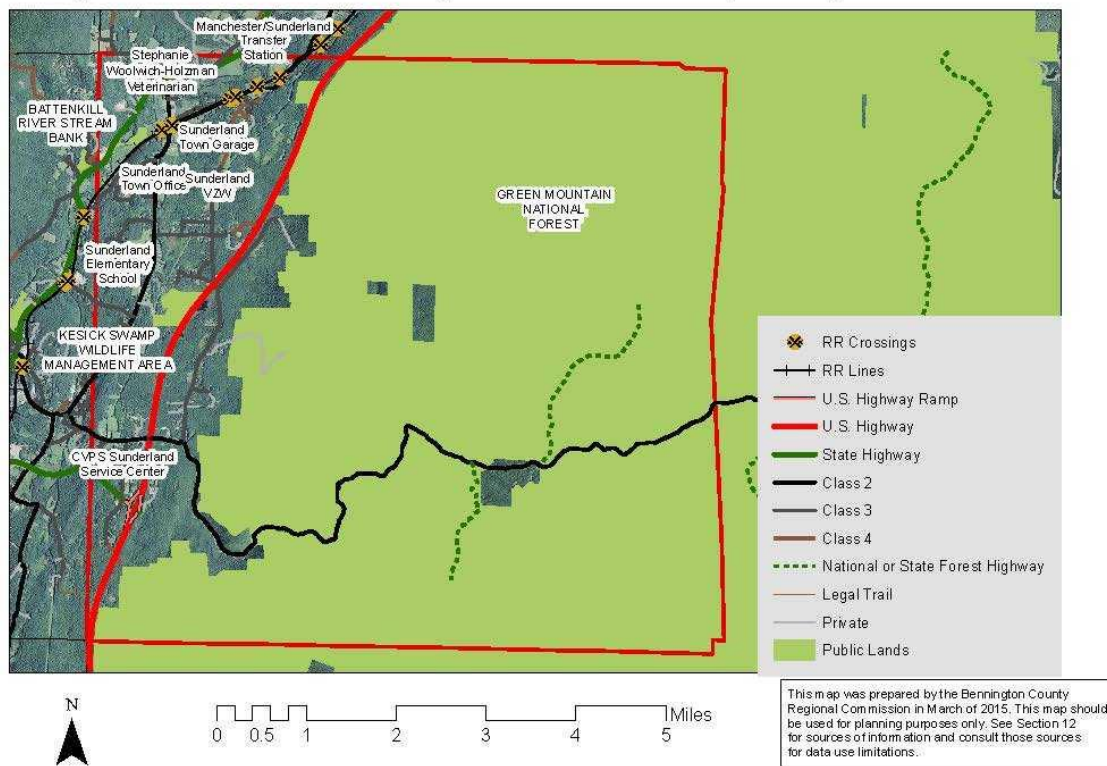 Manchester/Sunderland
Transfer
Station
Stephanie
Woolwich-Holzman
Veterinarian
BATTENKILL
RIVER STREAM
BANK
Sunderland
Town Garage
Sunderland
Town Office
Sunderland
VZW
GREEN MOUNTAIN
NATIONAL
FOREST
Sunderland
Elementary
School
KESICK SWAMP
WILDLIFE
MANAGEMENT AREA
CVPS Sunderland
Service Center
RR Crossings
RR Lines
U.S. Highway Ramp
U.S. Highway
State Highway
Class 2
Class 3
Class 4
National or State Forest Highway
Legal Trail
Private
Public Lands
N
Miles
0 0.5 1 2 3 4 5
This map was prepared by the Bennington County
Regional Commission in March of 2015. This map should
be used for planning purposes only. See Section 12
for sources of information and consult those sources
for data use limitations.